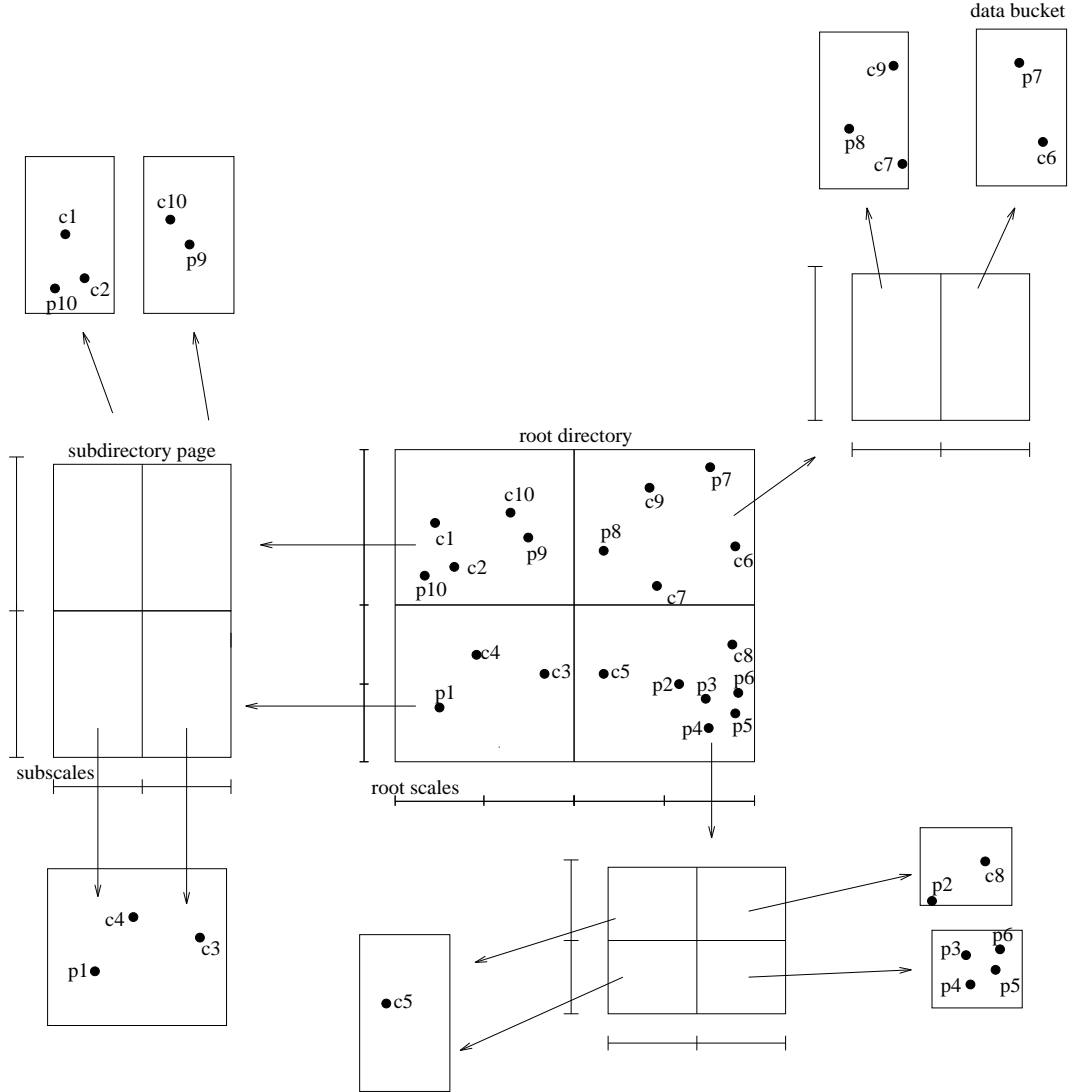 data bucket
c9
p7
p8
c7
c6
c1
c10
p9
c2
p10
subdirectory page
root directory
p7
c9
c10
c1
p9
p8
c6
c2
p10
c7
c4
c3
c5
c8
p2
p3
p6
p1
p4
p5
subscales
root scales
c4
c3
p1
c5
p2
c8
p3
p6
p4
p5